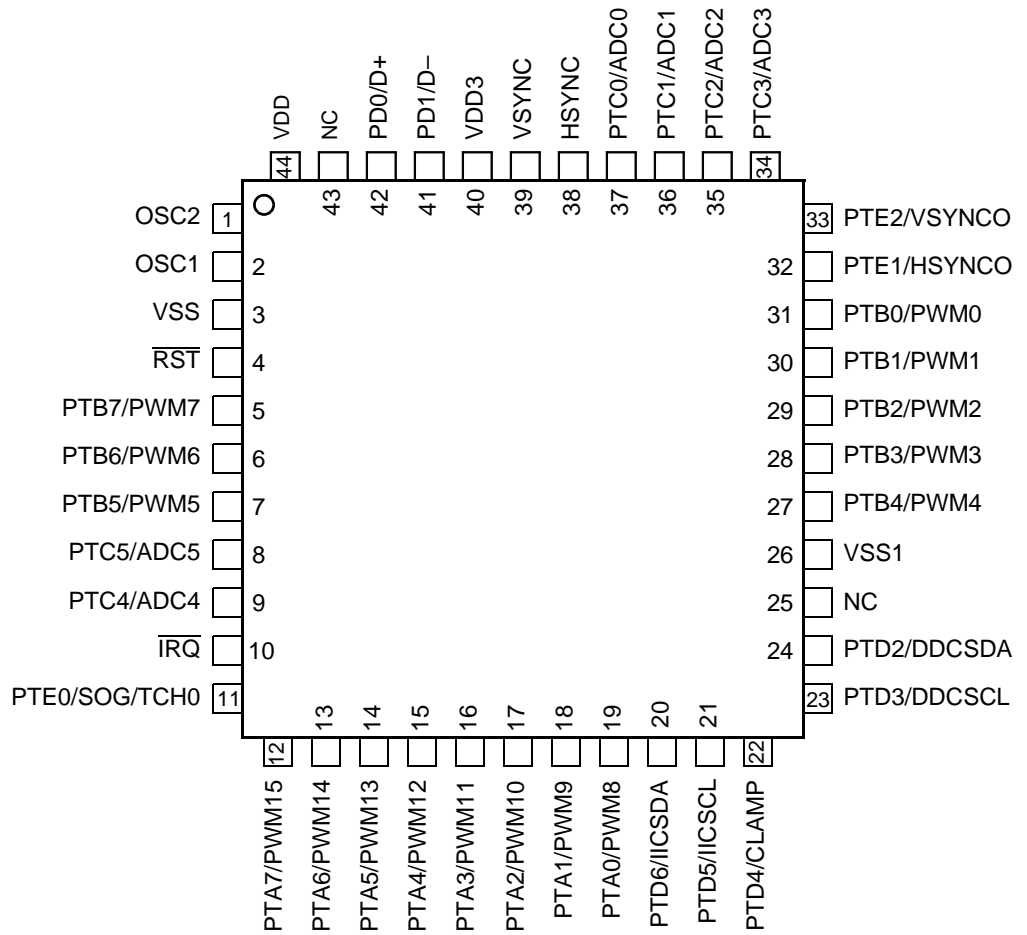 VDD
NC
PD0/D+
PD1/D–
VDD3
VSYNC
HSYNC
PTC0/ADC0
PTC1/ADC1
PTC2/ADC2
PTC3/ADC3
44
43
42
41
40
39
38
37
36
35
34
OSC2 1
OSC1 2
VSS 3
RST 4
PTB7/PWM7 5
PTB6/PWM6 6
PTB5/PWM5 7
PTC5/ADC5 8
PTC4/ADC4 9
IRQ 10
PTE0/SOG/TCH0 11
33 PTE2/VSYNCO
32 PTE1/HSYNCO
31 PTB0/PWM0
30 PTB1/PWM1
29 PTB2/PWM2
28 PTB3/PWM3
27 PTB4/PWM4
26 VSS1
25 NC
24 PTD2/DDCSDA
23 PTD3/DDCSCL
12
13
14
15
16
17
18
19
20
21
22
PTA7/PWM15
PTA6/PWM14
PTA5/PWM13
PTA4/PWM12
PTA3/PWM11
PTA2/PWM10
PTA1/PWM9
PTA0/PWM8
PTD6/IICSDA
PTD5/IICSCL
PTD4/CLAMP